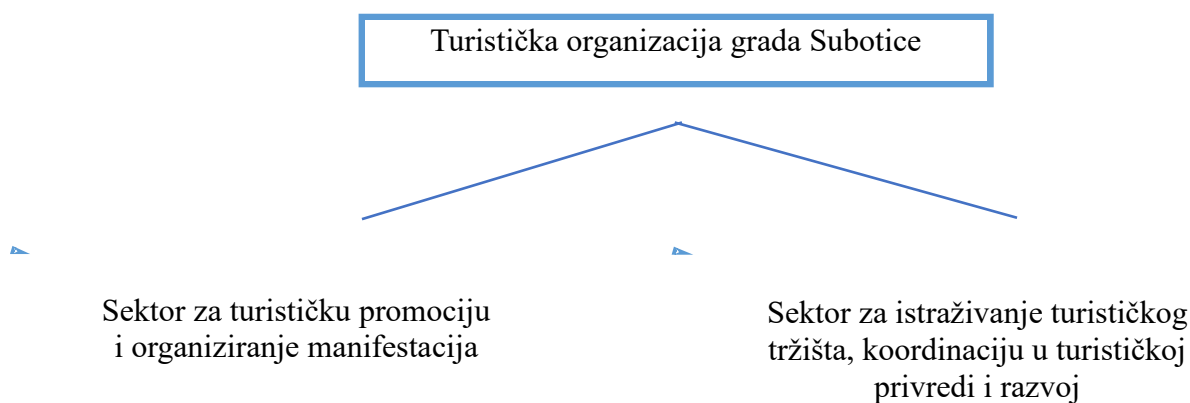 Turistička organizacija grada Subotice
Sektor za turističku promociju
i organiziranje manifestacija
Sektor za istraživanje turističkog
tržišta, koordinaciju u turističkoj
privredi i razvoj